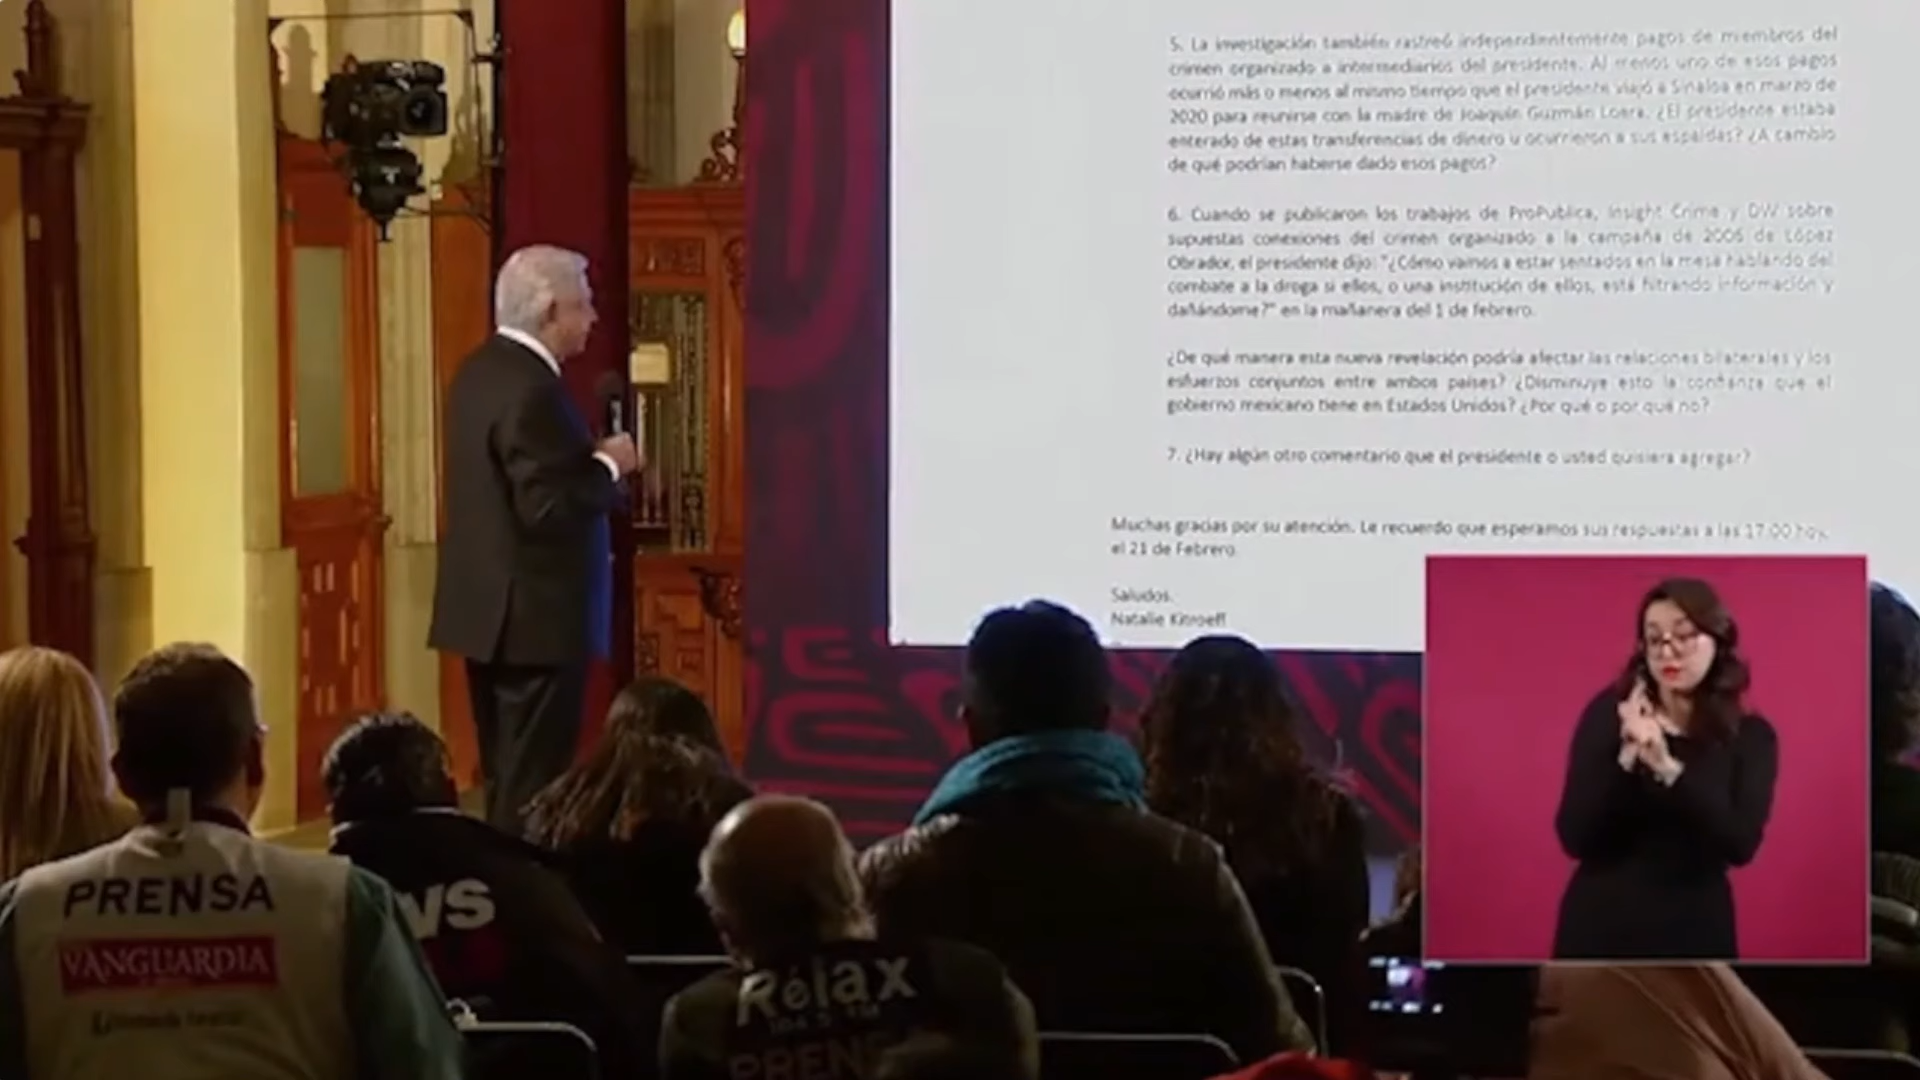 5. La investigación también rastreó independientemente pagos de miembros del
crimen organizado a intermediarios del presidente. Al menos uno de esos pagos
ocurrió más o menos al mismo tiempo que el presidente viajó a Sinaloa en marzo de
2020 para reunirse con la madre de Joaquín Guzmán Loera. ¿El presidente estaba
enterado de estas transferencias de dinero u ocurrieron a sus espaldas? ¿A cambio
de qué podrían haberse dado esos pagos?
6. Cuando se publicaron los trabajos de ProPublica, Insight Crime y DW sobre
supuestas conexiones del crimen organizado a la campaña de 2006 de López
Obrador, el presidente dijo: "¿Cómo vamos a estar sentados en la mesa hablando del
combate a la droga si ellos, o una institución de ellos, está filtrando información y
dañándome?" en la mañanera del 1 de febrero.
¿De qué manera esta nueva revelación podría afectar las relaciones bilaterales y los
esfuerzos conjuntos entre ambos países? ¿Disminuye esto la confianza que el
gobierno mexicano tiene en Estados Unidos? ¿Por qué o por qué no?
7. ¿Hay algún otro comentario que el presidente o usted quisiera agregar?
Muchas gracias por su atención. Le recuerdo que esperamos sus respuestas a las 17:00 hoy,
el 21 de Febrero.
Saludos.
Natalie Kitroeff
PRENSA
VANGUARDIA
WS
Rélax
PREN